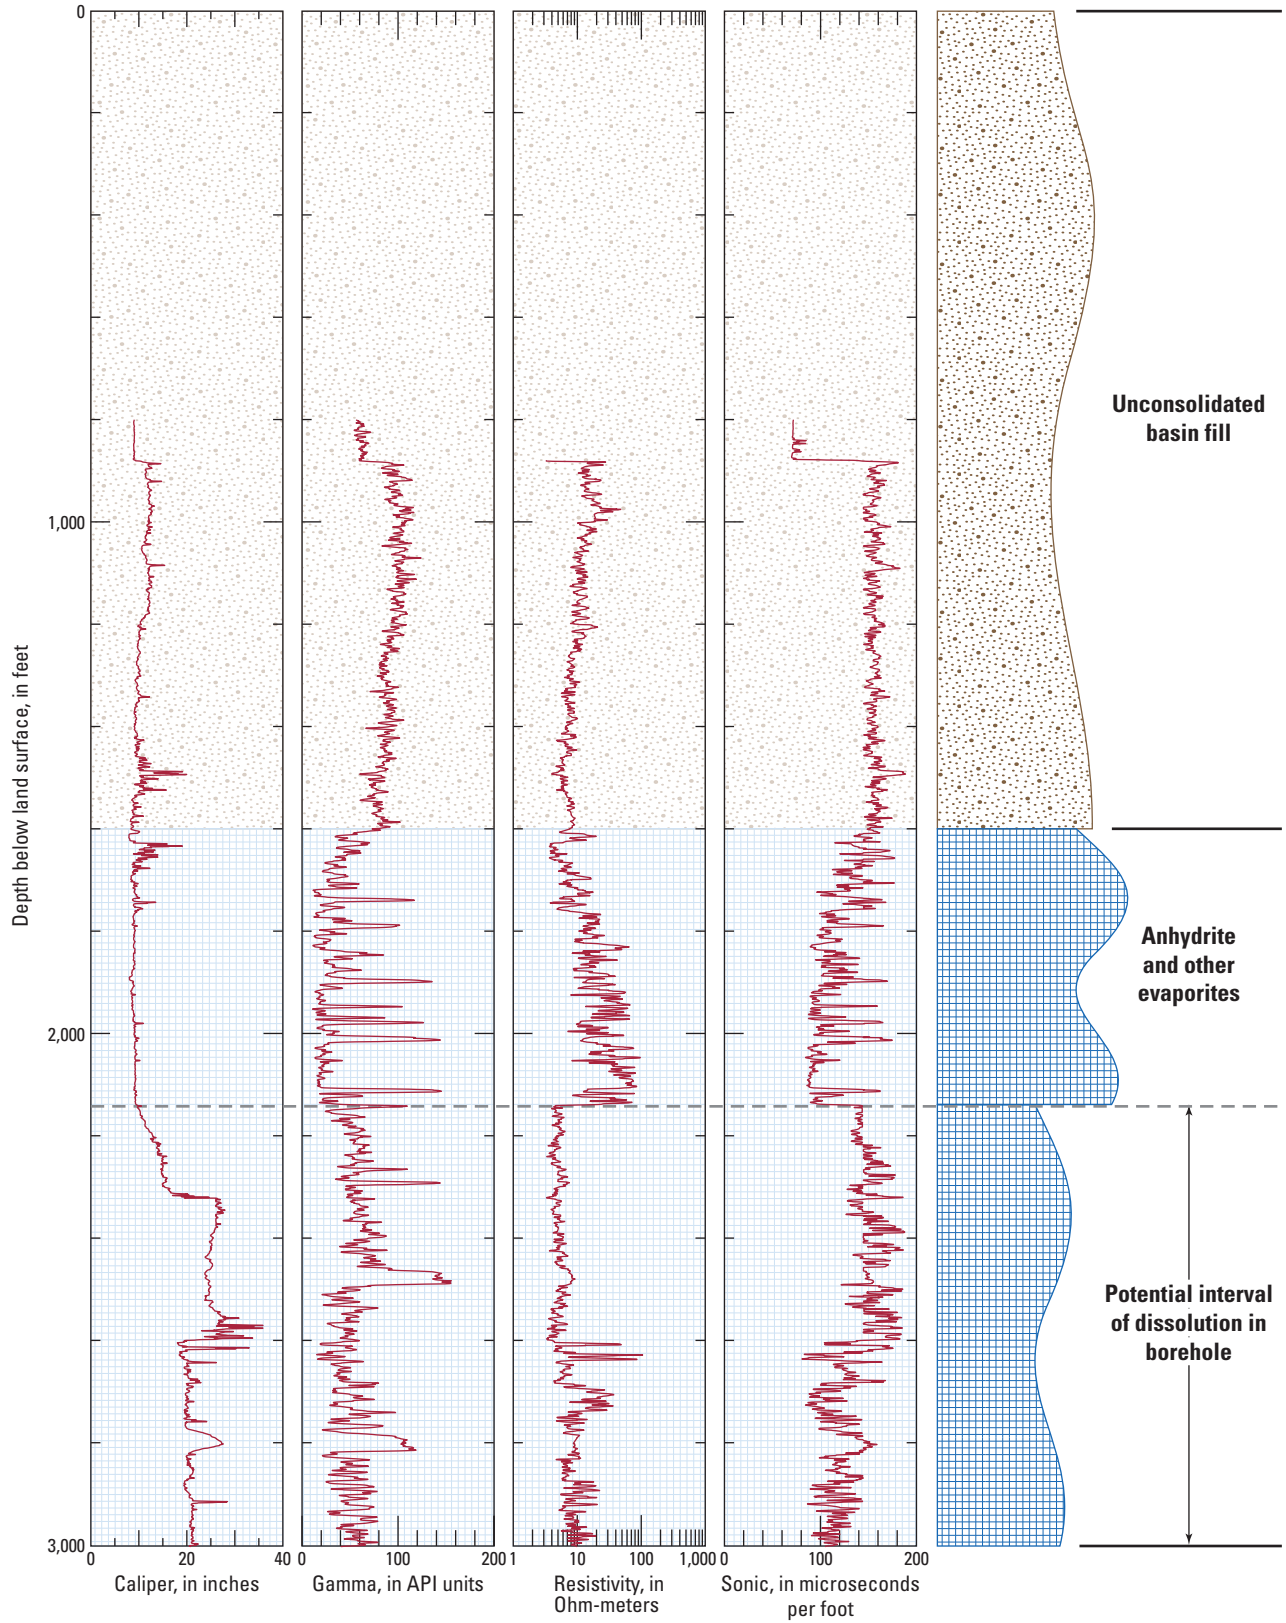 0
1,000
2,000
3,000
Depth below land surface, in feet
0
20
40
Caliper, in inches
0
100
200
Gamma, in API units
1
10
100
1,000
Resistivity, in
Ohm-meters
0
100
200
Sonic, in microseconds
per foot
Unconsolidated
basin fill
Anhydrite
and other
evaporites
Potential interval
of dissolution in
borehole